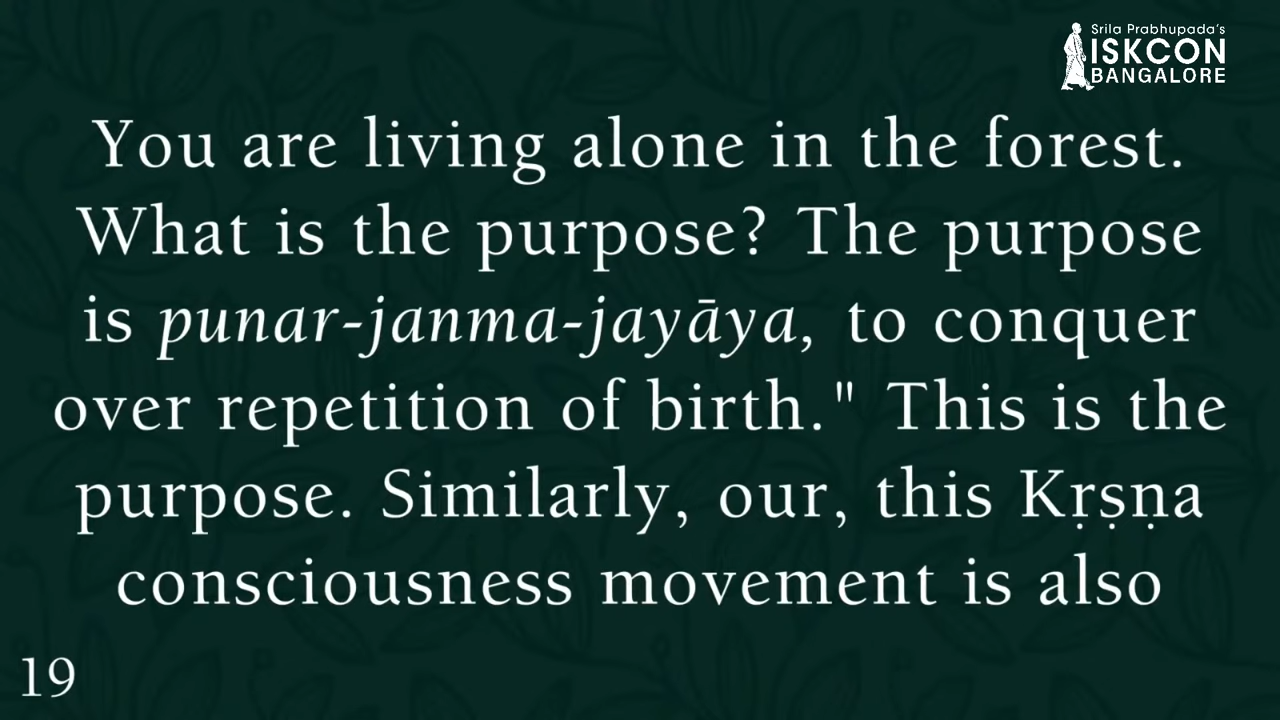 Srila Prabhupada's
ISKCON
BANGALORE
You are living alone in the forest.
What is the purpose? The purpose
is punar-janma-jayāya, to conquer
over repetition of birth." This is the
purpose. Similarly, our, this Kṛṣṇa
consciousness movement is also
19